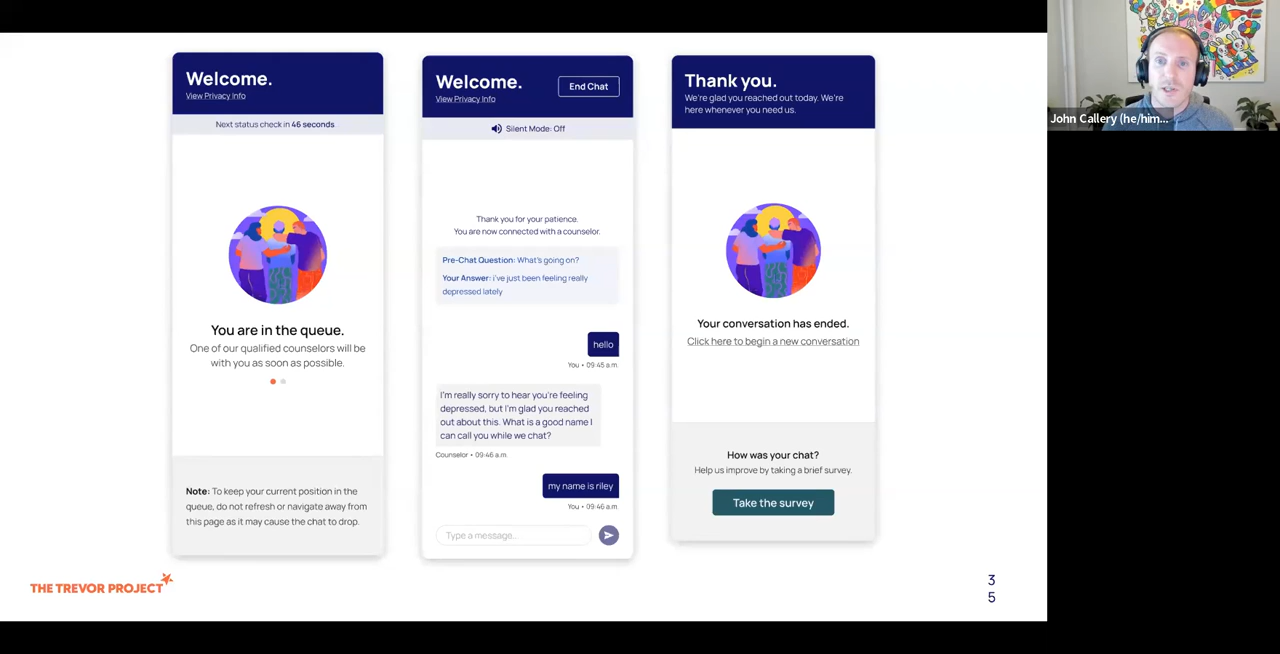 Welcome.
View Privacy Info
Next status check in 46 seconds
You are in the queue.
One of our qualified counselors will be
with you as soon as possible.
Note: To keep your current position in the
queue, do not refresh or navigate away from
this page as it may cause the chat to drop.
Welcome.
View Privacy Info
End Chat
Silent Mode: Off
Thank you for your patience.
You are now connected with a counselor.
Pre-Chat Question: What's going on?
Your Answer: i've just been feeling really
depressed lately
hello
You • 09:45 a.m.
I'm really sorry to hear you're feeling
depressed, but I'm glad you reached
out about this. What is a good name I
can call you while we chat?
Counselor • 09:46 a.m.
my name is riley
You • 09:46 a.m.
Type a message...
Thank you.
We're glad you reached out today. We're
here whenever you need us.
Your conversation has ended.
Click here to begin a new conversation
How was your chat?
Help us improve by taking a brief survey.
Take the survey
THE TREVOR PROJECT
3
5
John Callery (he/him...